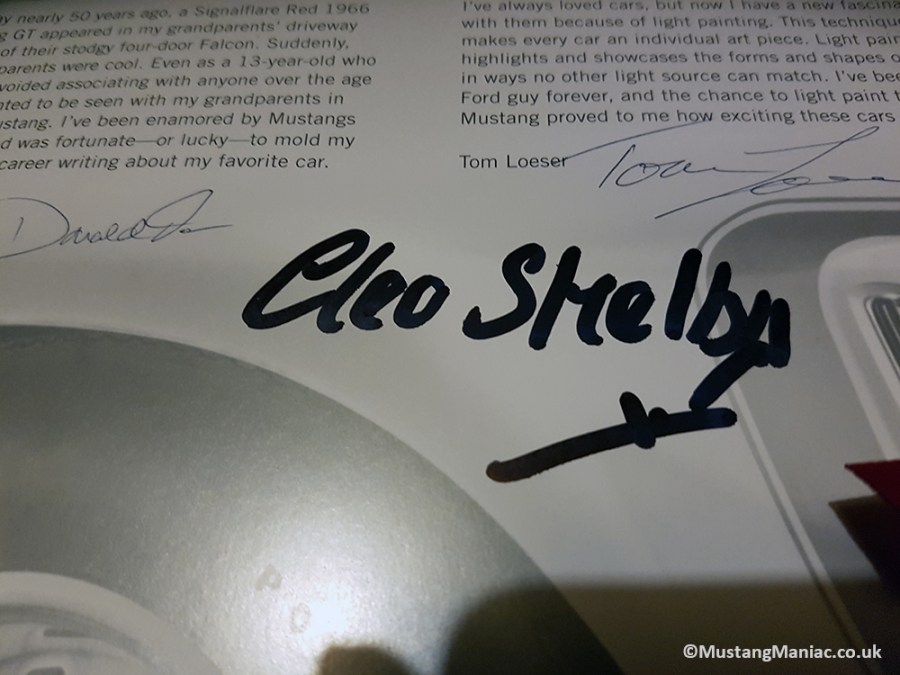 y nearly 50 years ago, a Signalflare Red 1966
g GT appeared in my grandparents' driveway
of their stodgy four-door Falcon. Suddenly,
parents were cool. Even as a 13-year-old who
voided associating with anyone over the age
nted to be seen with my grandparents in
ustang. I've been enamored by Mustangs
d was fortunate—or lucky—to mold my
career writing about my favorite car.
I've always loved cars, but now I have a new fascina
with them because of light painting. This techniqu
makes every car an individual art piece. Light pain
highlights and showcases the forms and shapes o
in ways no other light source can match. I've bee
Ford guy forever, and the chance to light paint t
Mustang proved to me how exciting these cars
Tom Loeser
Tom Loeser
Donald
Cleo Shelby
©MustangManiac.co.uk